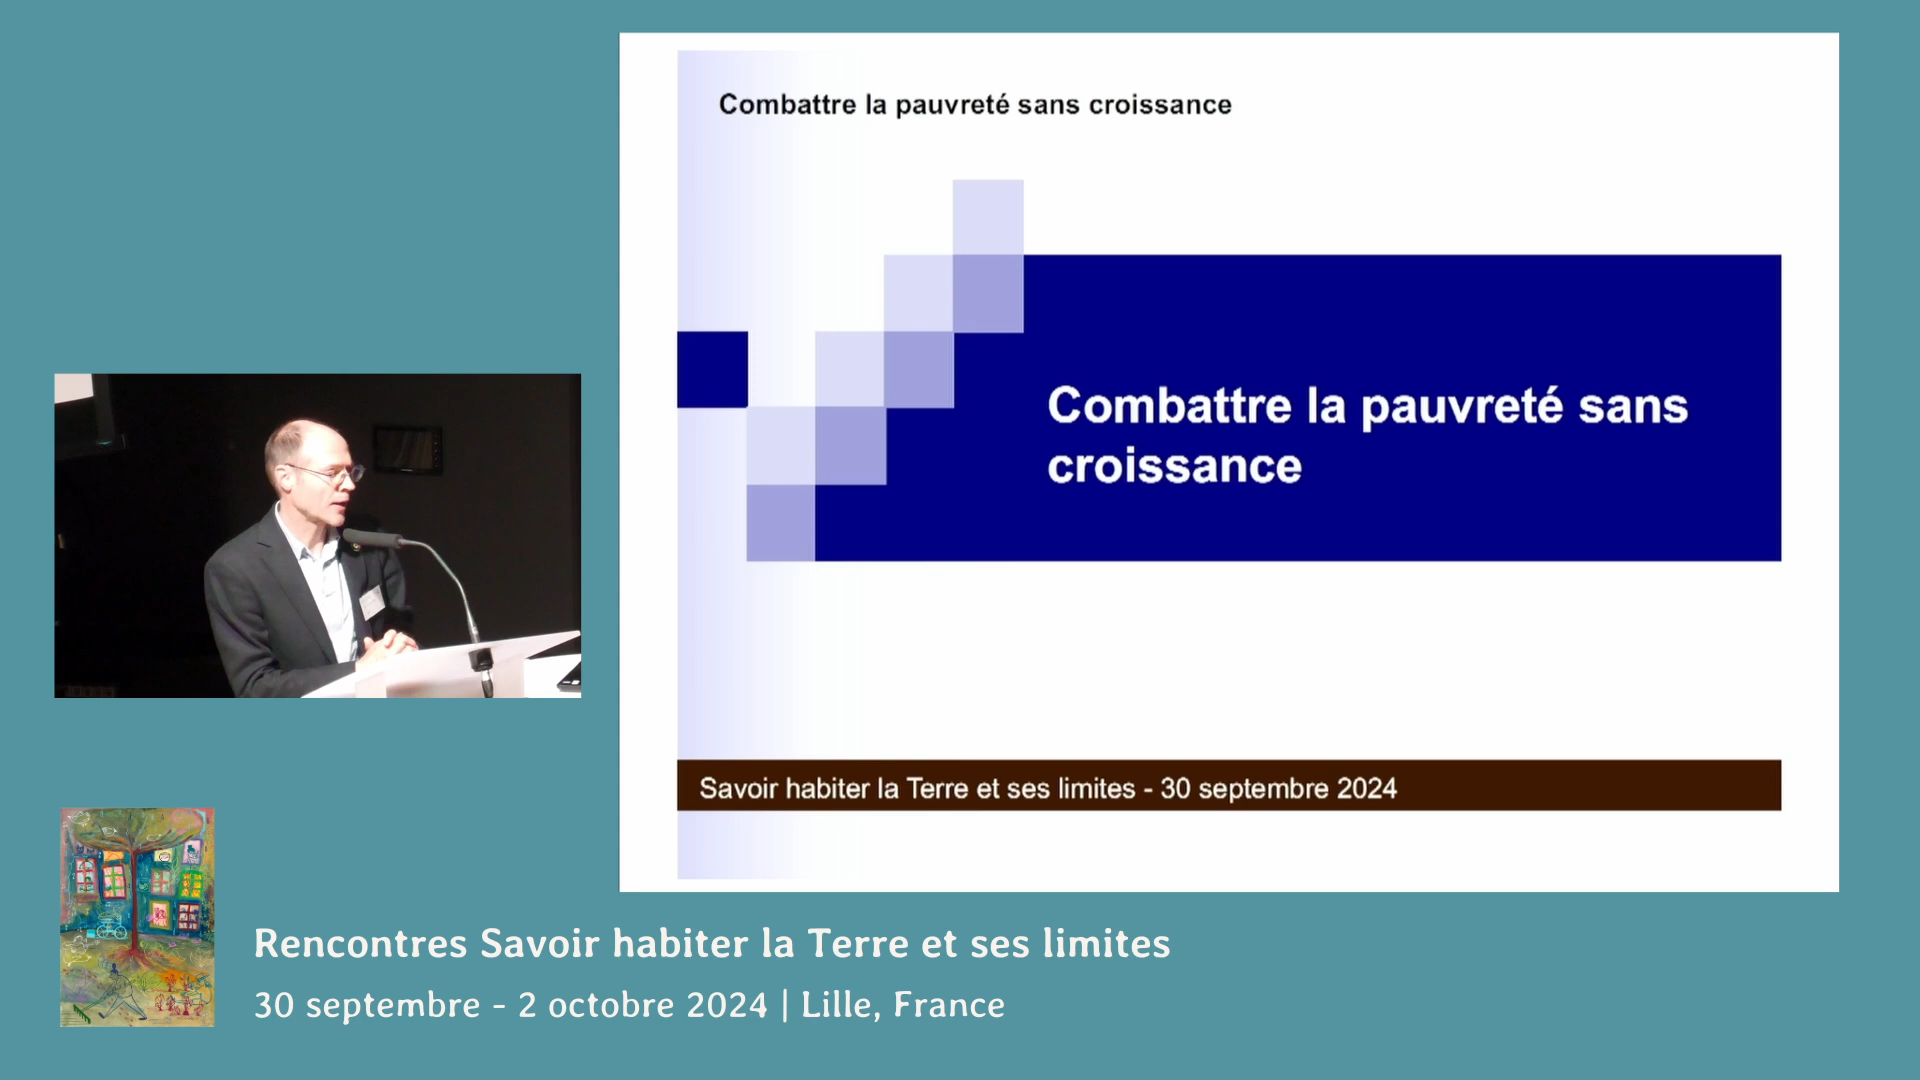 Combattre la pauvreté sans croissance
Combattre la pauvreté sans
croissance
Savoir habiter la Terre et ses limites - 30 septembre 2024
Rencontres Savoir habiter la Terre et ses limites
30 septembre - 2 octobre 2024 | Lille, France